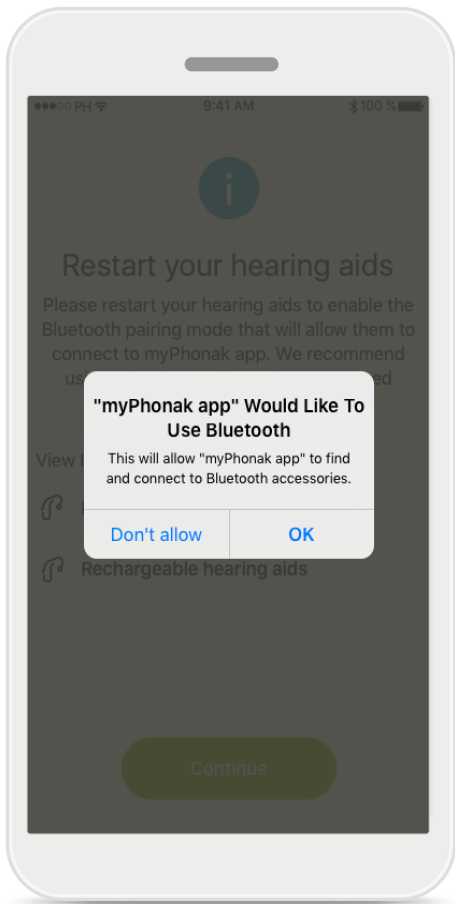 PH
9:41 AM
100 %
i
Restart your hearing aids
Please restart your hearing aids to enable the
Bluetooth pairing mode that will allow them to
connect to myPhonak app. We recommend
"myPhonak app" Would Like To
Use Bluetooth
This will allow "myPhonak app" to find
and connect to Bluetooth accessories.
View
Don't allow
OK
Rechargeable hearing aids
Continue